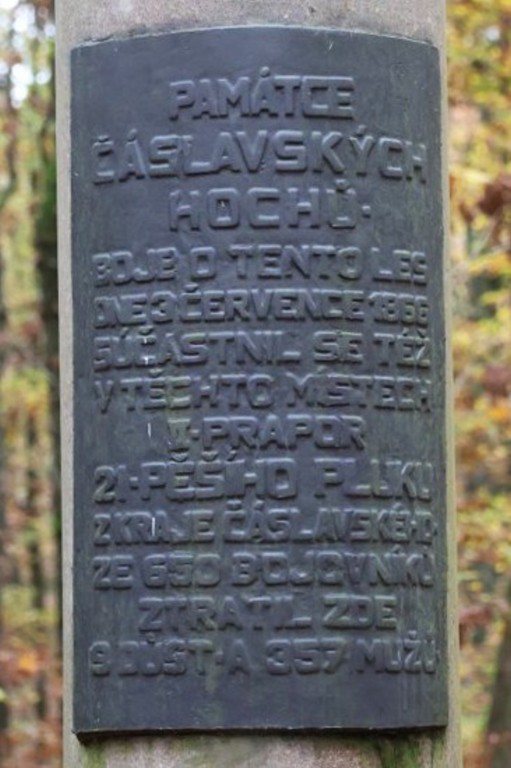 PAMÁTCE
ČÁSLAVSKÝCH
HOCHŮ·
BOJE O TENTO LES
DNE 3 ČERVENCE 1866
SÚČASTNIL SE TÉŽ
V TĚCHTO MÍSTECH
I·PRAPOR
21·PĚŠÍHO PLUKU
Z KRAJE ČÁSLAVSKÉHO·
ZE 650 BOJOVNÍKŮ
ZTRATIL ZDE
9 DŮST·A 357 MUŽŮ·